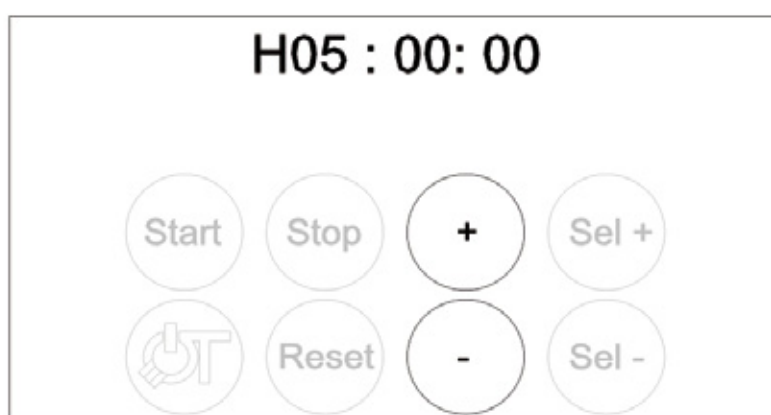 H05 : 00: 00
Start Stop + Sel +
Reset - Sel -